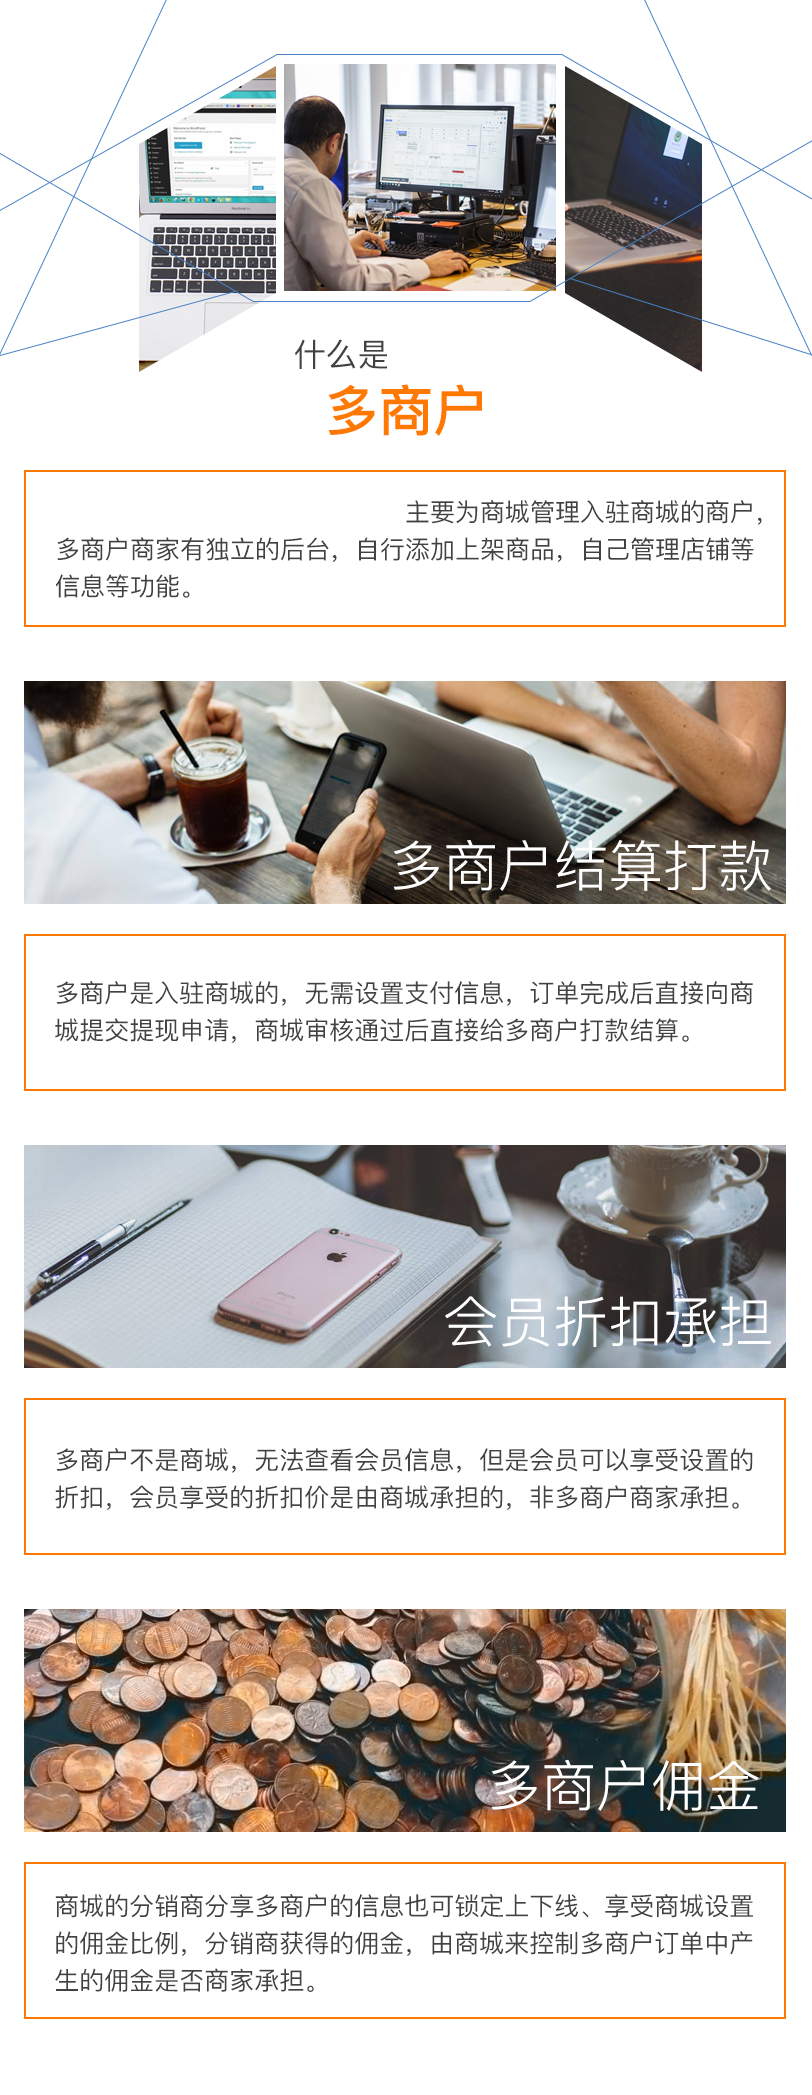 什么是
多商户
主要为商城管理入驻商城的商户，
多商户商家有独立的后台，自行添加上架商品，自己管理店铺等
信息等功能。
多商户结算打款
多商户是入驻商城的，无需设置支付信息，订单完成后直接向商
城提交提现申请，商城审核通过后直接给多商户打款结算。
会员折扣承担
多商户不是商城，无法查看会员信息，但是会员可以享受设置的
折扣，会员享受的折扣价是由商城承担的，非多商户商家承担。
多商户佣金
商城的分销商分享多商户的信息也可锁定上下线、享受商城设置
的佣金比例，分销商获得的佣金，由商城来控制多商户订单中产
生的佣金是否商家承担。